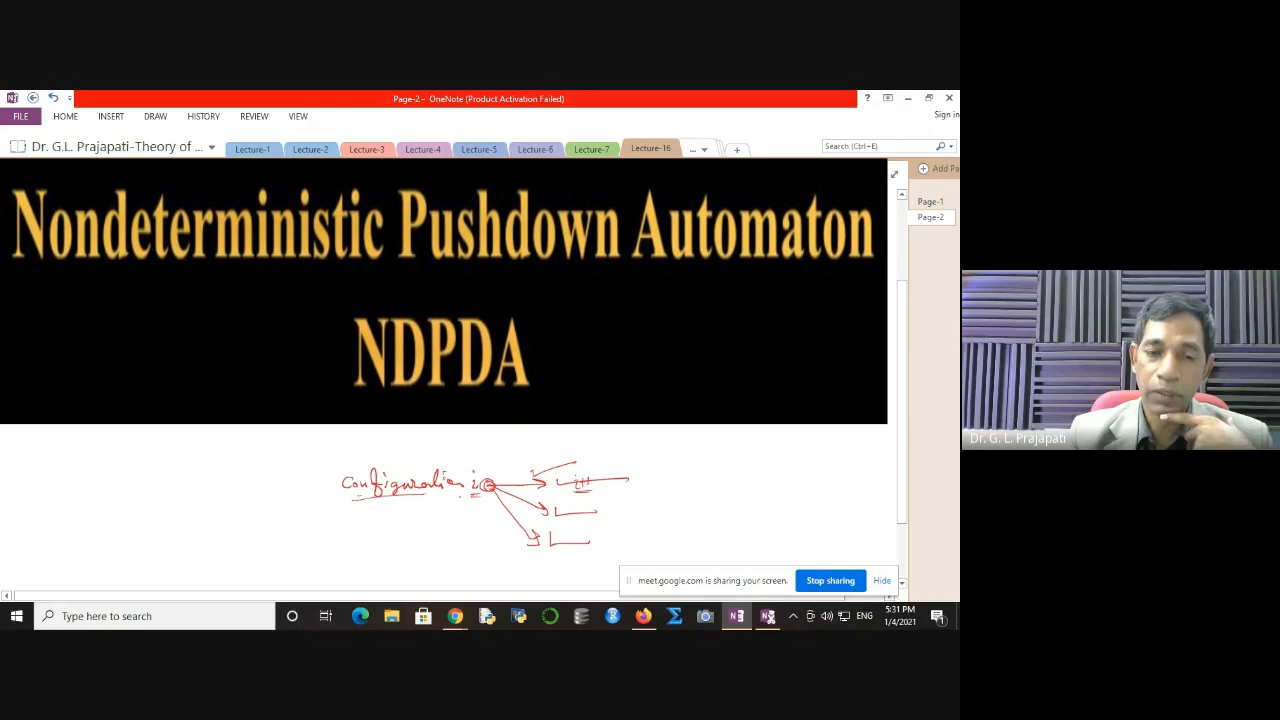 Page-2 - OneNote (Product Activation Failed)
FILE HOME INSERT DRAW HISTORY REVIEW VIEW
Sign in
Dr. G.L. Prajapati-Theory of ... Lecture-1 Lecture-2 Lecture-3 Lecture-4 Lecture-5 Lecture-6 Lecture-7 Lecture-16 ... Search (Ctrl+E)
Add Pa
Page-1
Page-2
Nondeterministic Pushdown Automaton
NDPDA
Dr. G. L. Prajapati
Configuration i
i+1
meet.google.com is sharing your screen. Stop sharing Hide
Type here to search
ENG
5:31 PM
1/4/2021